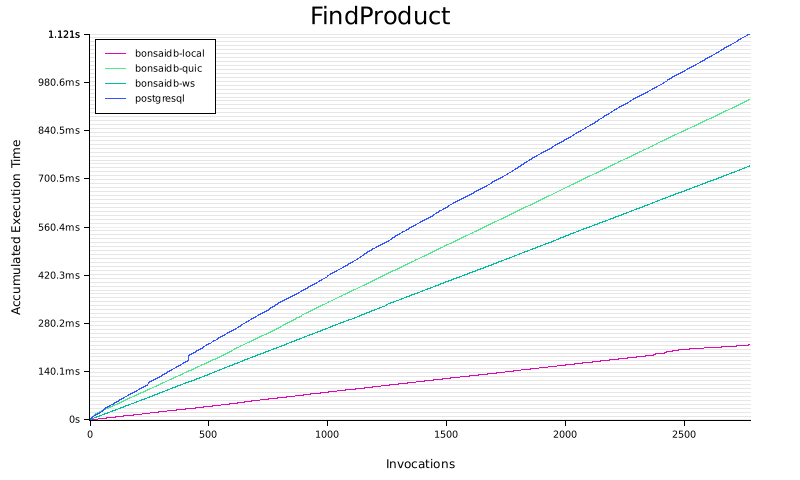 FindProduct
1.121s
980.6ms
840.5ms
700.5ms
560.4ms
420.3ms
280.2ms
140.1ms
0s
Accumulated Execution Time
bonsaidb-local
bonsaidb-quic
bonsaidb-ws
postgresql
0
500
1000
1500
2000
2500
Invocations